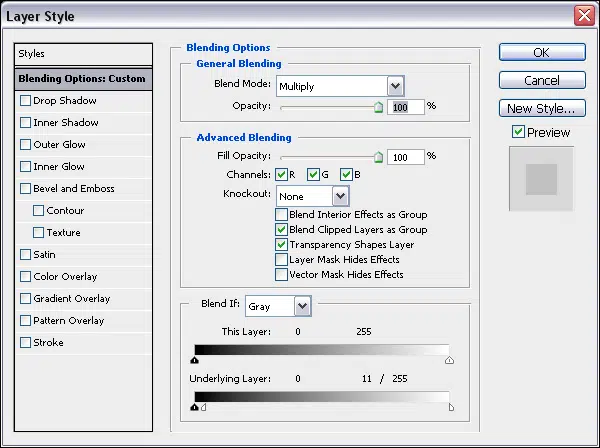 Layer Style
Styles
Blending Options: Custom
Drop Shadow
Inner Shadow
Outer Glow
Inner Glow
Bevel and Emboss
Contour
Texture
Satin
Color Overlay
Gradient Overlay
Pattern Overlay
Stroke
Blending Options
General Blending
Blend Mode: Multiply
Opacity: 100 %
Advanced Blending
Fill Opacity: 100 %
Channels: R G B
Knockout: None
Blend Interior Effects as Group
Blend Clipped Layers as Group
Transparency Shapes Layer
Layer Mask Hides Effects
Vector Mask Hides Effects
Blend If: Gray
This Layer: 0 255
Underlying Layer: 0 11 / 255
OK
Cancel
New Style...
Preview